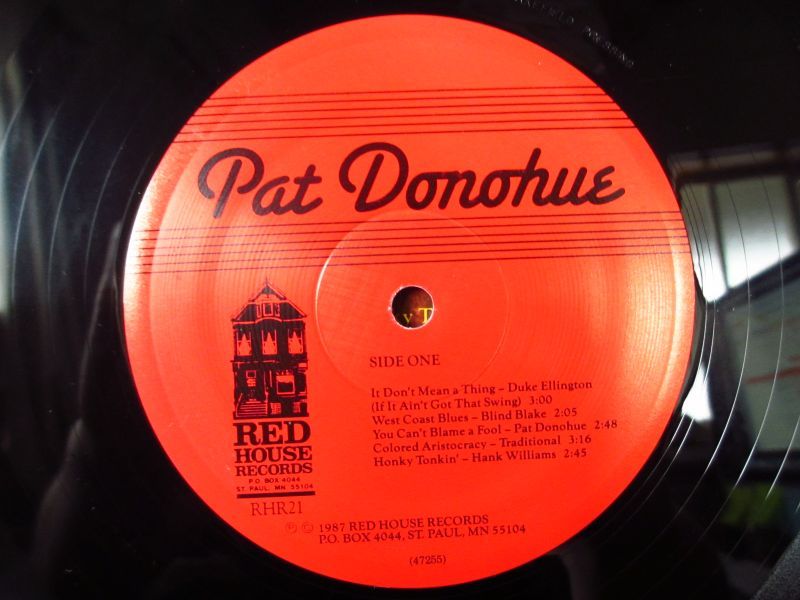 Pat Donohue
v T
SIDE ONE
It Don't Mean a Thing – Duke Ellington
(If It Ain't Got That Swing) 3:00
West Coast Blues – Blind Blake 2:05
You Can't Blame a Fool – Pat Donohue 2:48
Colored Aristocracy – Traditional 3:16
Honky Tonkin' – Hank Williams 2:45
RED
HOUSE
RECORDS
P.O. BOX 4044
ST. PAUL, MN 55104
RHR21
℗ © 1987 RED HOUSE RECORDS
P.O. BOX 4044, ST. PAUL, MN 55104
(47255)